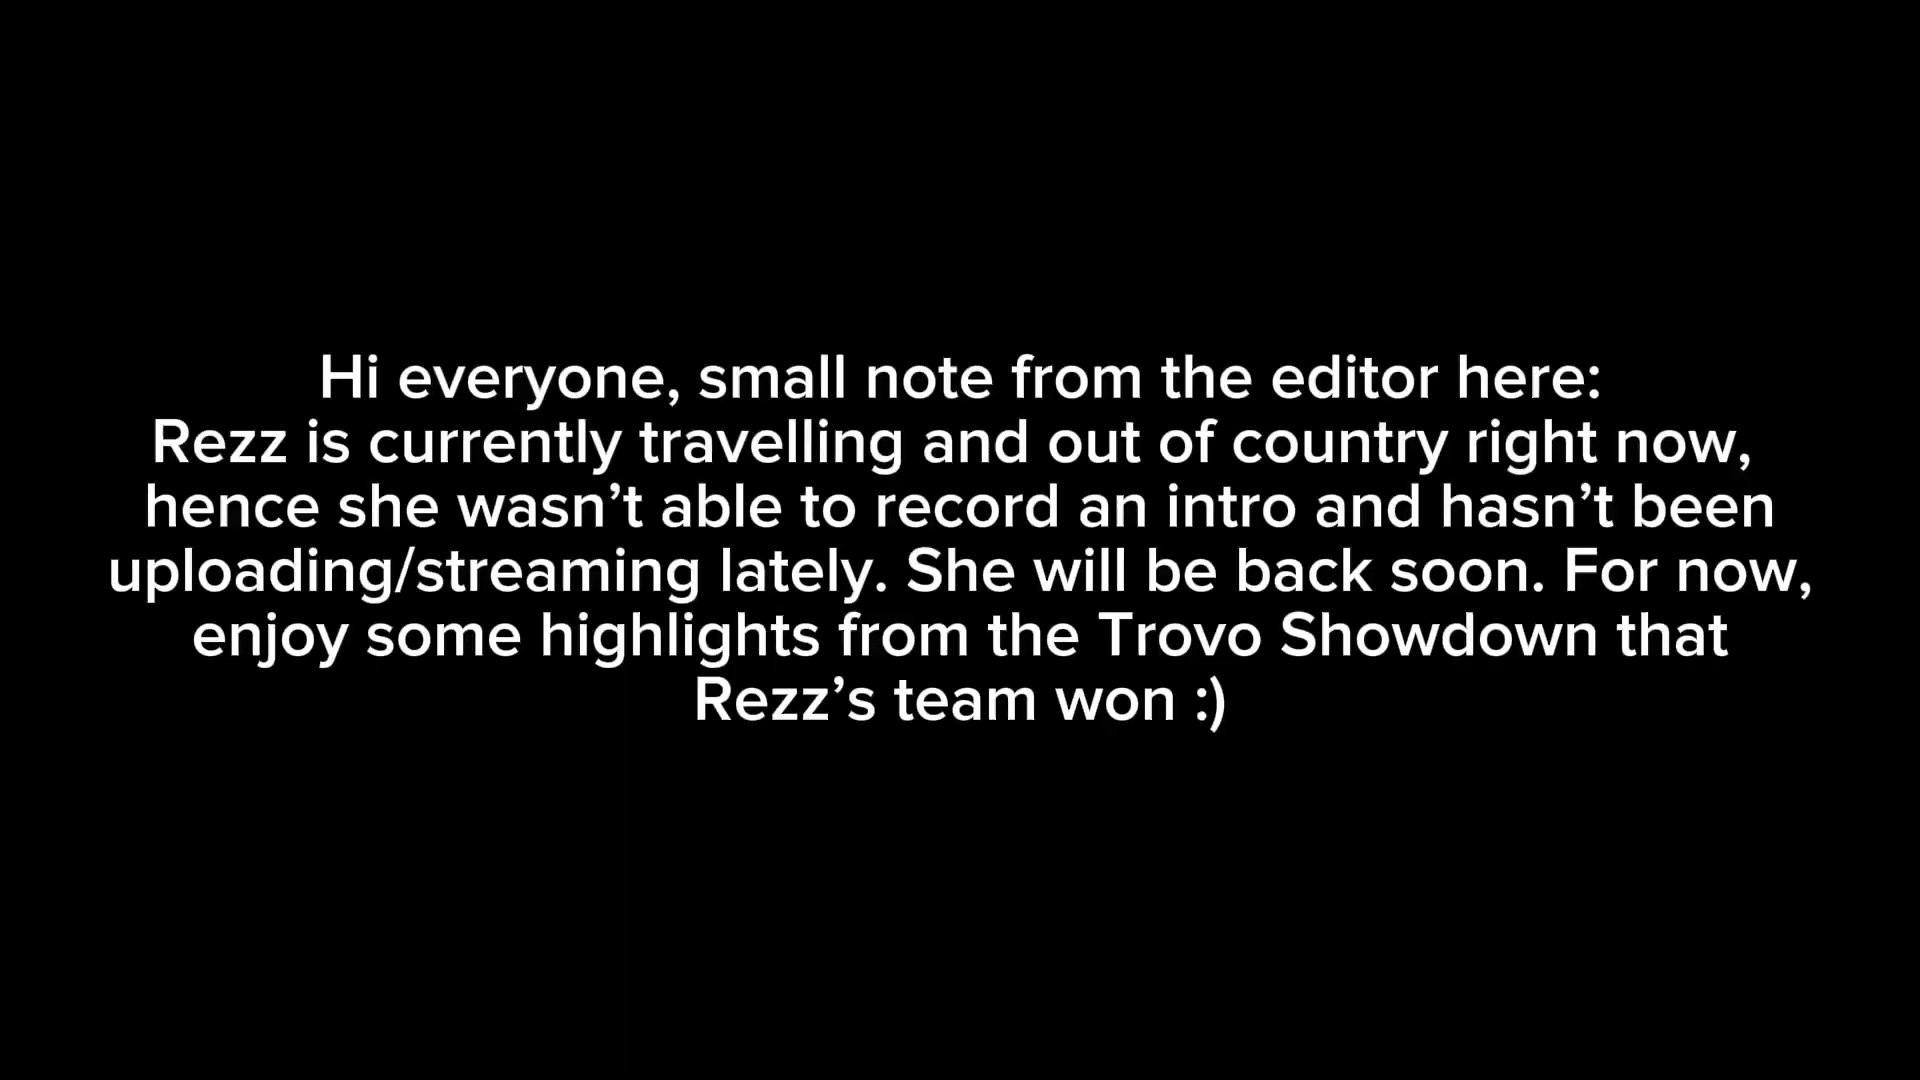 Hi everyone, small note from the editor here:
Rezz is currently travelling and out of country right now,
hence she wasn’t able to record an intro and hasn’t been
uploading/streaming lately. She will be back soon. For now,
enjoy some highlights from the Trovo Showdown that
Rezz’s team won :)